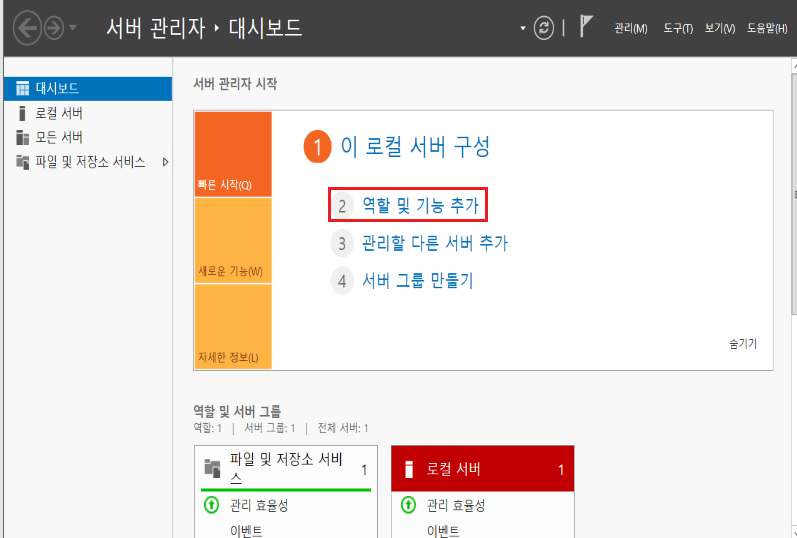 서버 관리자 ‣ 대시보드
관리(M) 도구(T) 보기(V) 도움말(H)
대시보드
로컬 서버
모든 서버
파일 및 저장소 서비스
서버 관리자 시작
빠른 시작(Q)
새로운 기능(W)
자세한 정보(L)
1 이 로컬 서버 구성
2 역할 및 기능 추가
3 관리할 다른 서버 추가
4 서버 그룹 만들기
숨기기
역할 및 서버 그룹
역할: 1 | 서버 그룹: 1 | 전체 서버: 1
파일 및 저장소 서비
스
1
관리 효율성
이벤트
로컬 서버 1
관리 효율성
이벤트